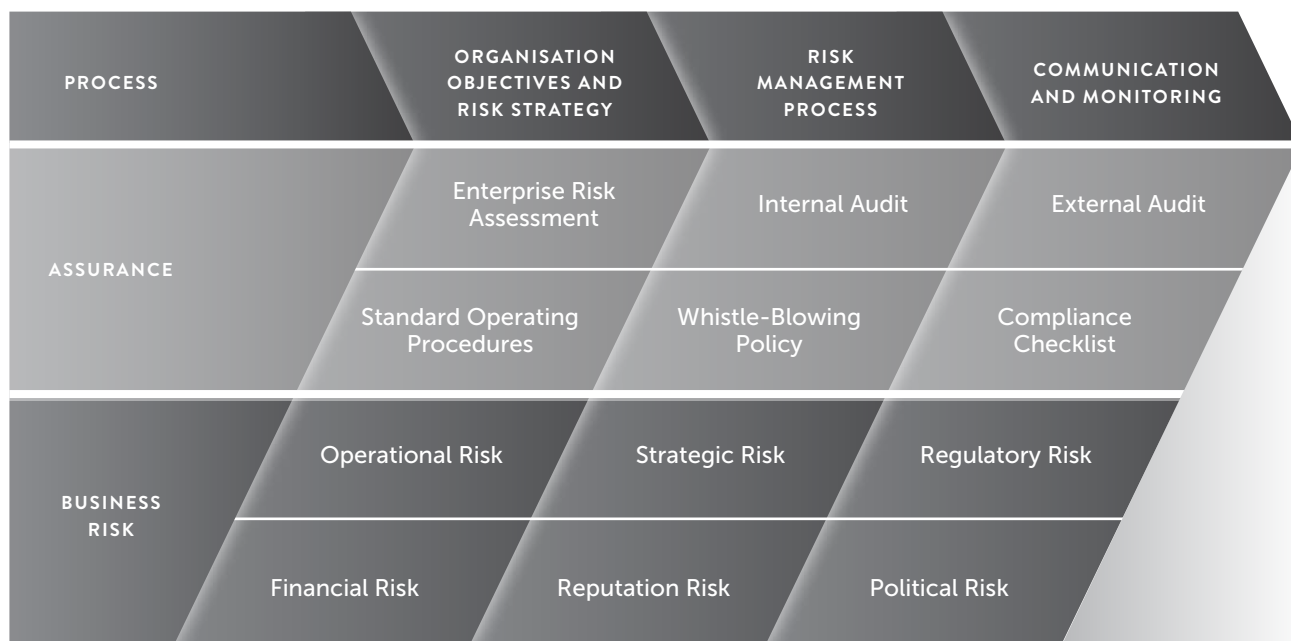 PROCESS
ORGANISATION
OBJECTIVES AND
RISK STRATEGY
RISK
MANAGEMENT
PROCESS
COMMUNICATION
AND MONITORING
ASSURANCE
Enterprise Risk
Assessment
Internal Audit
External Audit
Standard Operating
Procedures
Whistle-Blowing
Policy
Compliance
Checklist
BUSINESS
RISK
Operational Risk
Strategic Risk
Regulatory Risk
Financial Risk
Reputation Risk
Political Risk